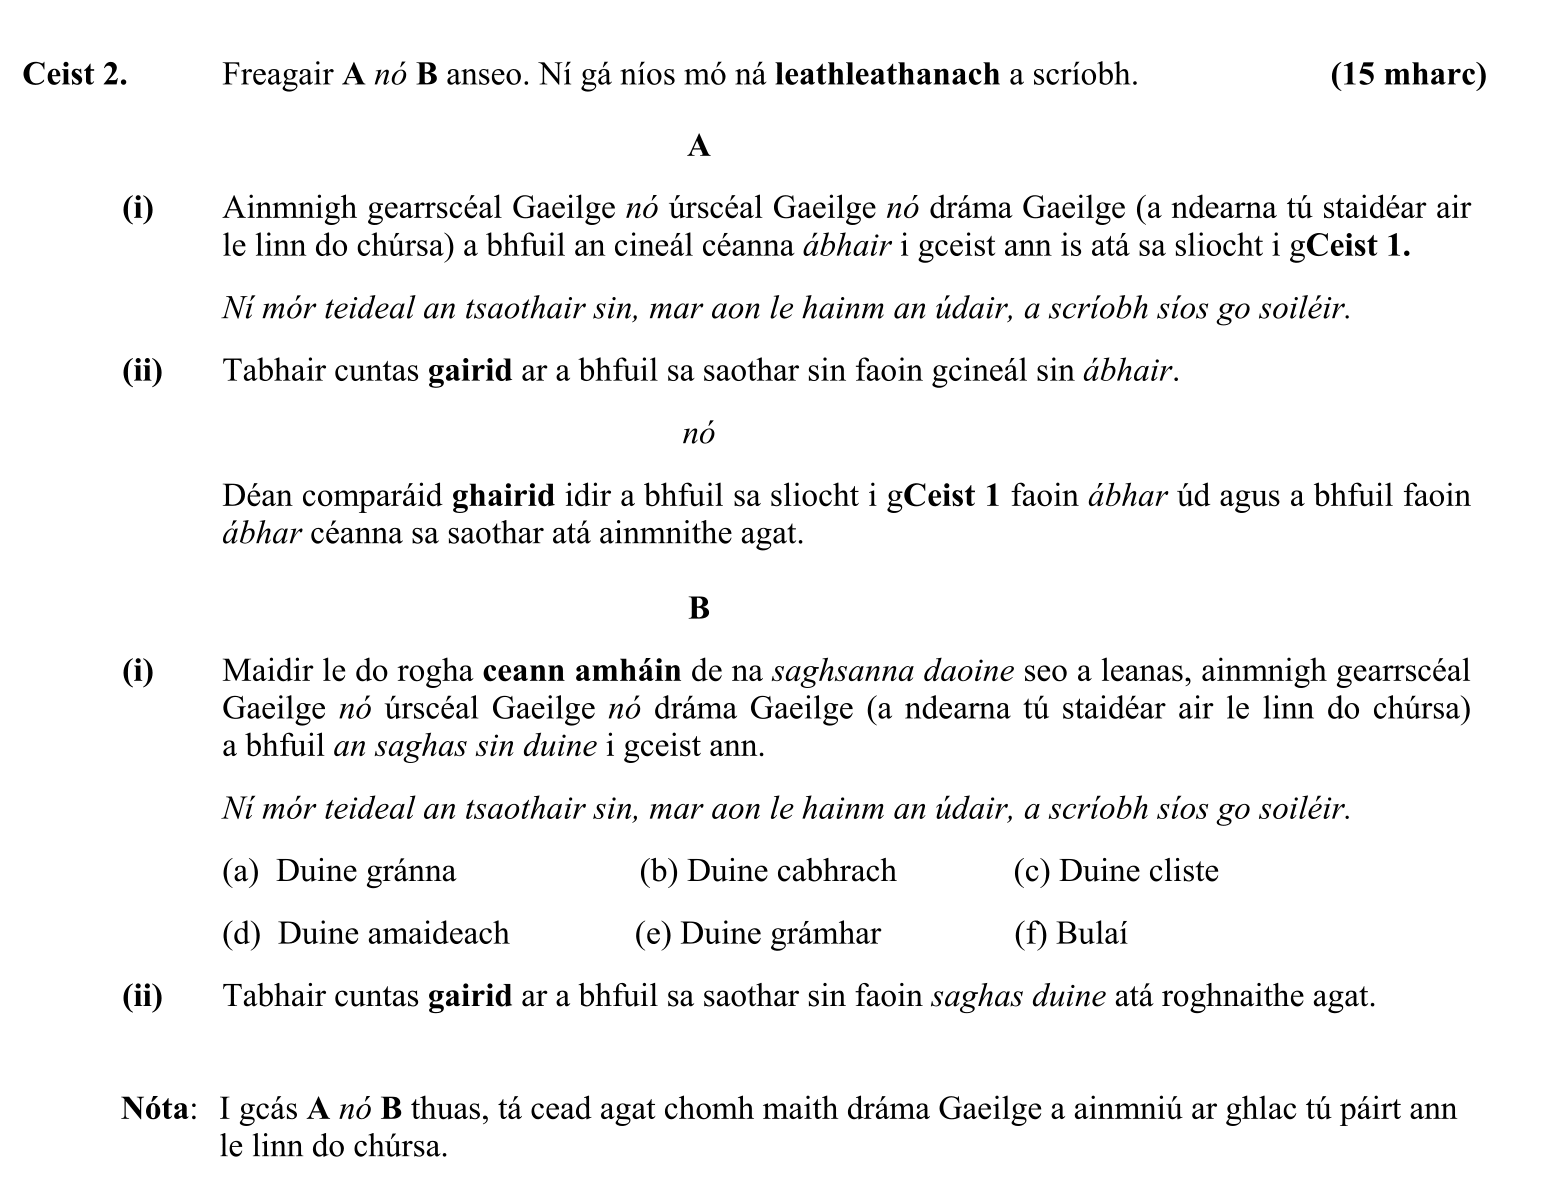 Ceist 2. Freagair A nó B anseo. Ní gá níos mó ná leathleathanach a scríobh. (15 mharc)
A
(i) Ainmnigh gearrscéal Gaeilge nó úrscéal Gaeilge nó dráma Gaeilge (a ndearna tú staidéar air
le linn do chúrsa) a bhfuil an cineál céanna ábhair i gceist ann is atá sa sliocht i gCeist 1.
Ní mór teideal an tsaothair sin, mar aon le hainm an údair, a scríobh síos go soiléir.
(ii) Tabhair cuntas gairid ar a bhfuil sa saothar sin faoin gcineál sin ábhair.
nó
Déan comparáid ghairid idir a bhfuil sa sliocht i gCeist 1 faoin ábhar úd agus a bhfuil faoin
ábhar céanna sa saothar atá ainmnithe agat.
B
(i) Maidir le do rogha ceann amháin de na saghsanna daoine seo a leanas, ainmnigh gearrscéal
Gaeilge nó úrscéal Gaeilge nó dráma Gaeilge (a ndearna tú staidéar air le linn do chúrsa)
a bhfuil an saghas sin duine i gceist ann.
Ní mór teideal an tsaothair sin, mar aon le hainm an údair, a scríobh síos go soiléir.
(a) Duine gránna (b) Duine cabhrach (c) Duine cliste
(d) Duine amaideach (e) Duine grámhar (f) Bulaí
(ii) Tabhair cuntas gairid ar a bhfuil sa saothar sin faoin saghas duine atá roghnaithe agat.
Nóta: I gcás A nó B thuas, tá cead agat chomh maith dráma Gaeilge a ainmniú ar ghlac tú páirt ann
le linn do chúrsa.